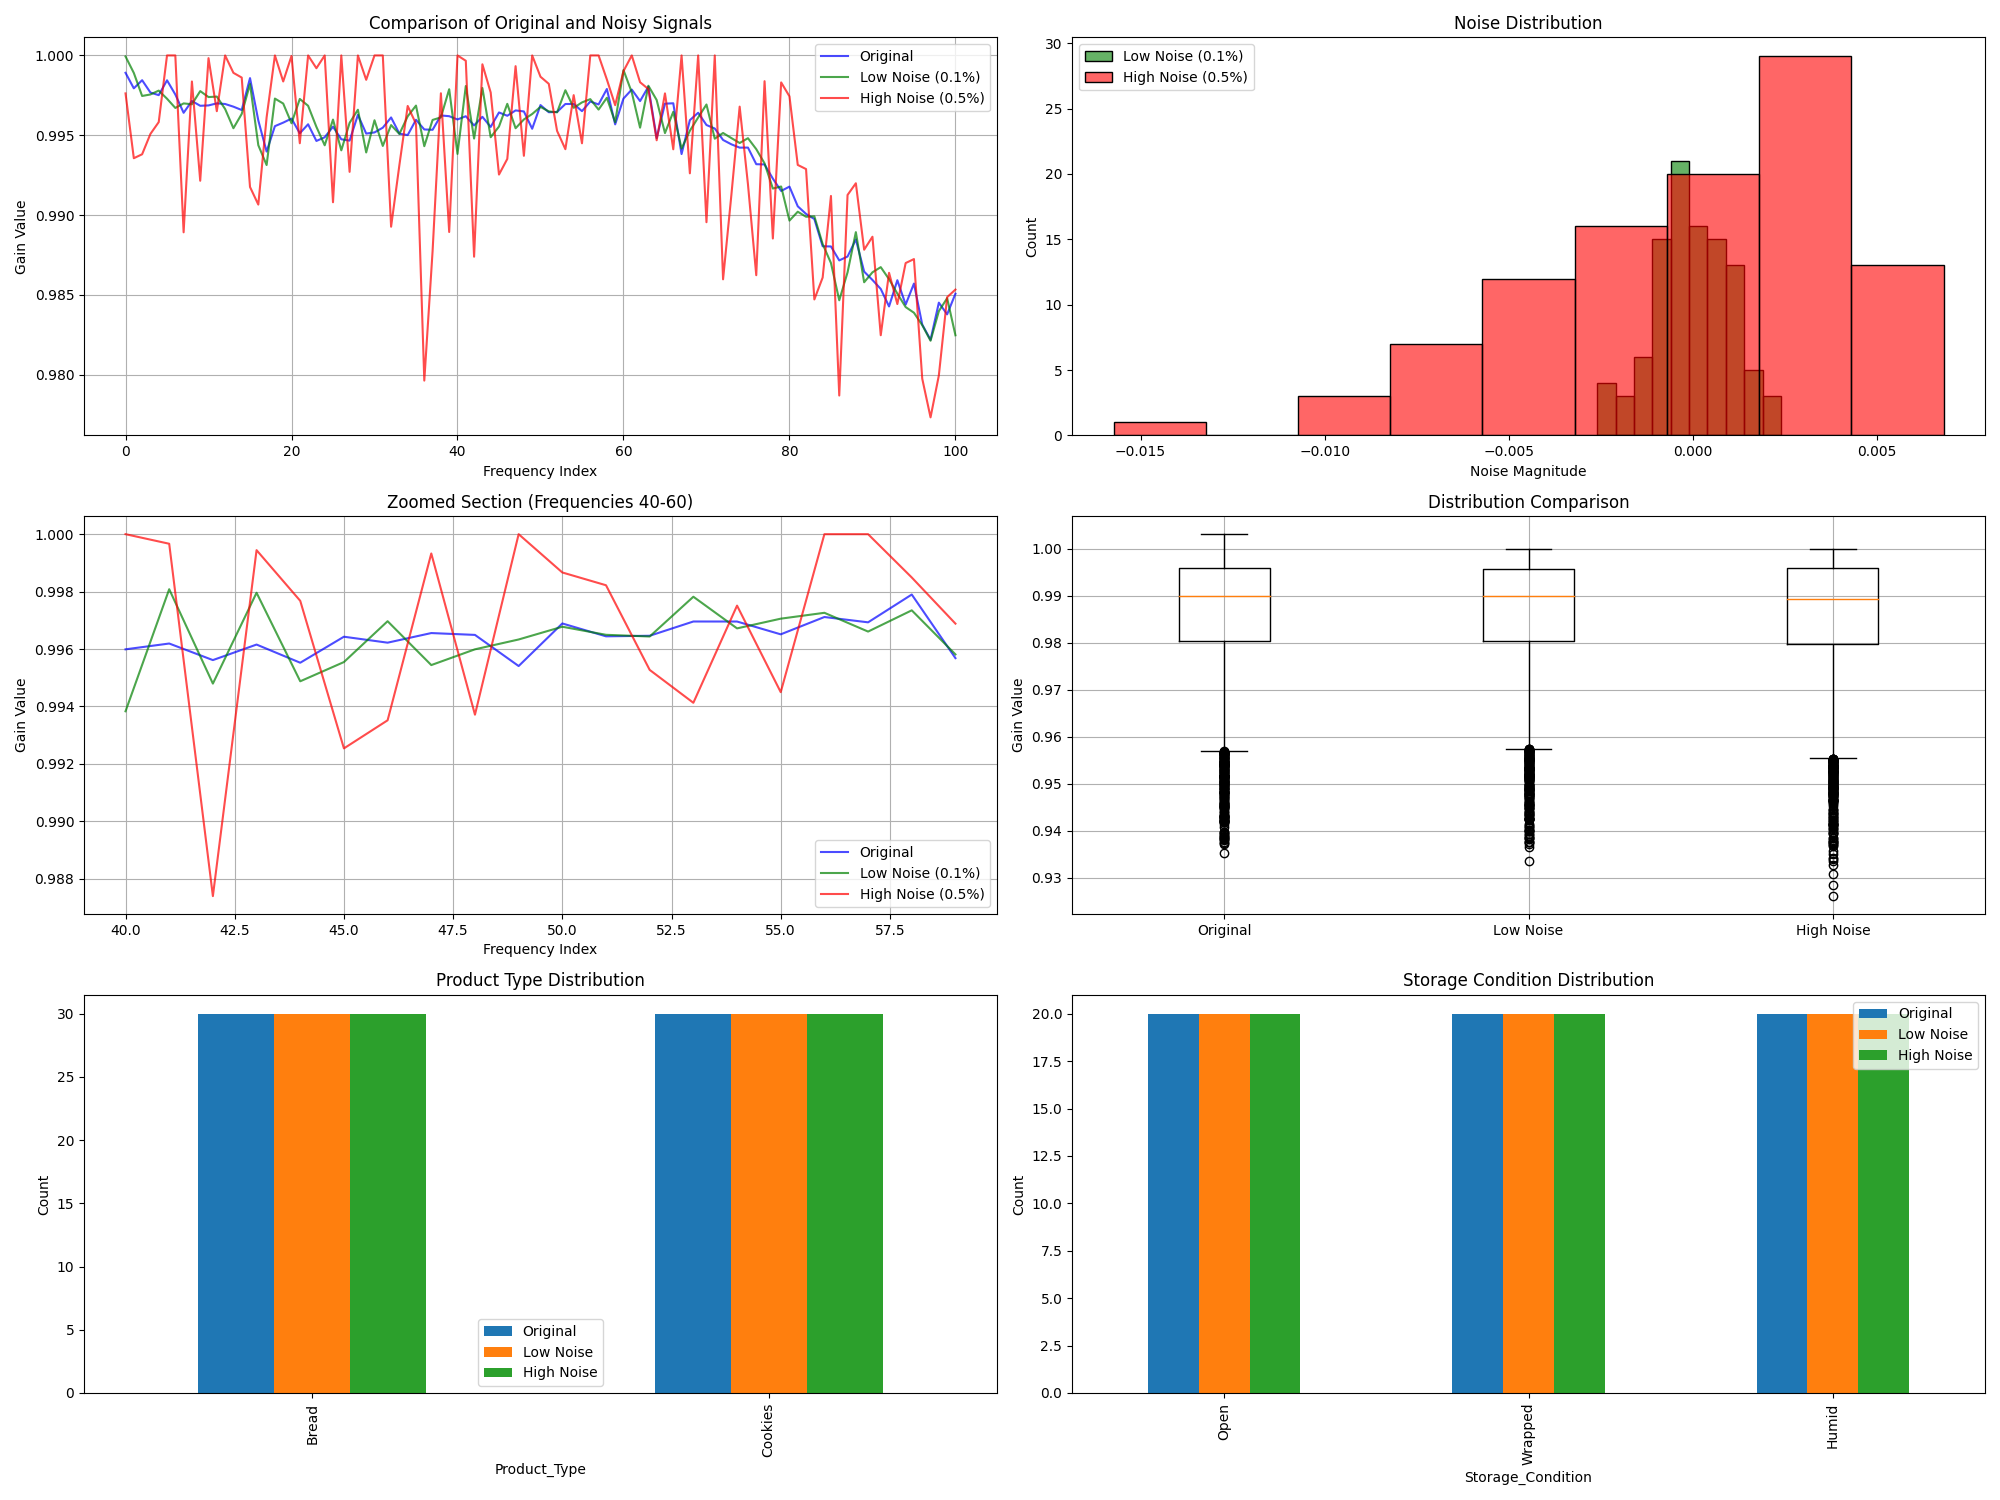 Comparison of Original and Noisy Signals
Gain Value
1.000
0.995
0.990
0.985
0.980
0
20
40
60
80
100
Frequency Index
Original
Low Noise (0.1%)
High Noise (0.5%)
Noise Distribution
Count
30
25
20
15
10
5
0
−0.015
−0.010
−0.005
0.000
0.005
Noise Magnitude
Low Noise (0.1%)
High Noise (0.5%)
Zoomed Section (Frequencies 40-60)
Gain Value
1.000
0.998
0.996
0.994
0.992
0.990
0.988
40.0
42.5
45.0
47.5
50.0
52.5
55.0
57.5
Frequency Index
Original
Low Noise (0.1%)
High Noise (0.5%)
Distribution Comparison
Gain Value
1.00
0.99
0.98
0.97
0.96
0.95
0.94
0.93
Original
Low Noise
High Noise
Product Type Distribution
Count
30
25
20
15
10
5
0
Bread
Cookies
Product_Type
Original
Low Noise
High Noise
Storage Condition Distribution
Count
20.0
17.5
15.0
12.5
10.0
7.5
5.0
2.5
0.0
Open
Wrapped
Humid
Storage_Condition
Original
Low Noise
High Noise